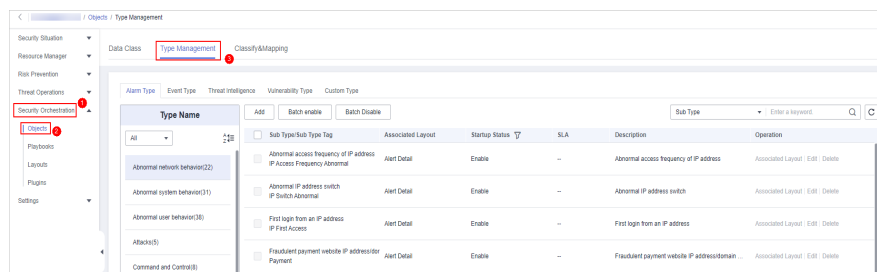 / Objects / Type Management
Security Situation
Resource Manager
Risk Prevention
Threat Operations
Security Orchestration
1
Objects
2
Playbooks
Layouts
Plugins
Settings
Data Class
Type Management
3
Classify&Mapping
Alarm Type
Event Type
Threat Intelligence
Vulnerability Type
Custom Type
Type Name
All
Abnormal network behavior(22)
Abnormal system behavior(31)
Abnormal user behavior(38)
Attacks(5)
Command and Control(8)
Add
Batch enable
Batch Disable
Sub Type
Enter a keyword.
Sub Type/Sub Type Tag Associated Layout Startup Status SLA Description Operation
Abnormal access frequency of IP address
IP Access Frequency Abnormal
Alert Detail Enable -- Abnormal access frequency of IP address Associated Layout | Edit | Delete
Abnormal IP address switch
IP Switch Abnormal
Alert Detail Enable -- Abnormal IP address switch Associated Layout | Edit | Delete
First login from an IP address
IP First Access
Alert Detail Enable -- First login from an IP address Associated Layout | Edit | Delete
Fraudulent payment website IP address/dor
Payment
Alert Detail Enable -- Fraudulent payment website IP address/domain ... Associated Layout | Edit | Delete